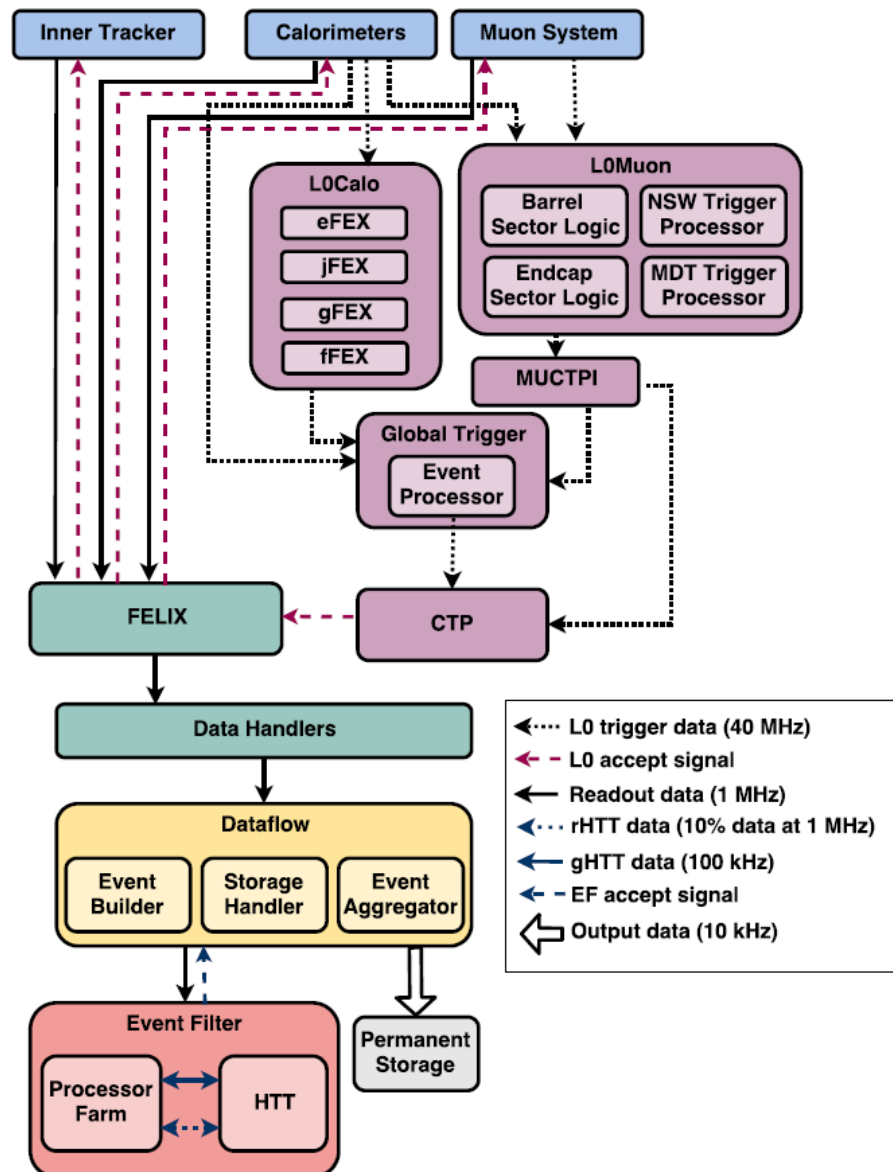 Inner Tracker
Calorimeters
Muon System
L0Calo
eFEX
jFEX
gFEX
fFEX
L0Muon
Barrel
Sector Logic
NSW Trigger
Processor
Endcap
Sector Logic
MDT Trigger
Processor
MUCTPI
Global Trigger
Event
Processor
FELIX
CTP
Data Handlers
Dataflow
Event
Builder
Storage
Handler
Event
Aggregator
Event Filter
Processor
Farm
HTT
Permanent
Storage
L0 trigger data (40 MHz)
L0 accept signal
Readout data (1 MHz)
rHTT data (10% data at 1 MHz)
gHTT data (100 kHz)
EF accept signal
Output data (10 kHz)